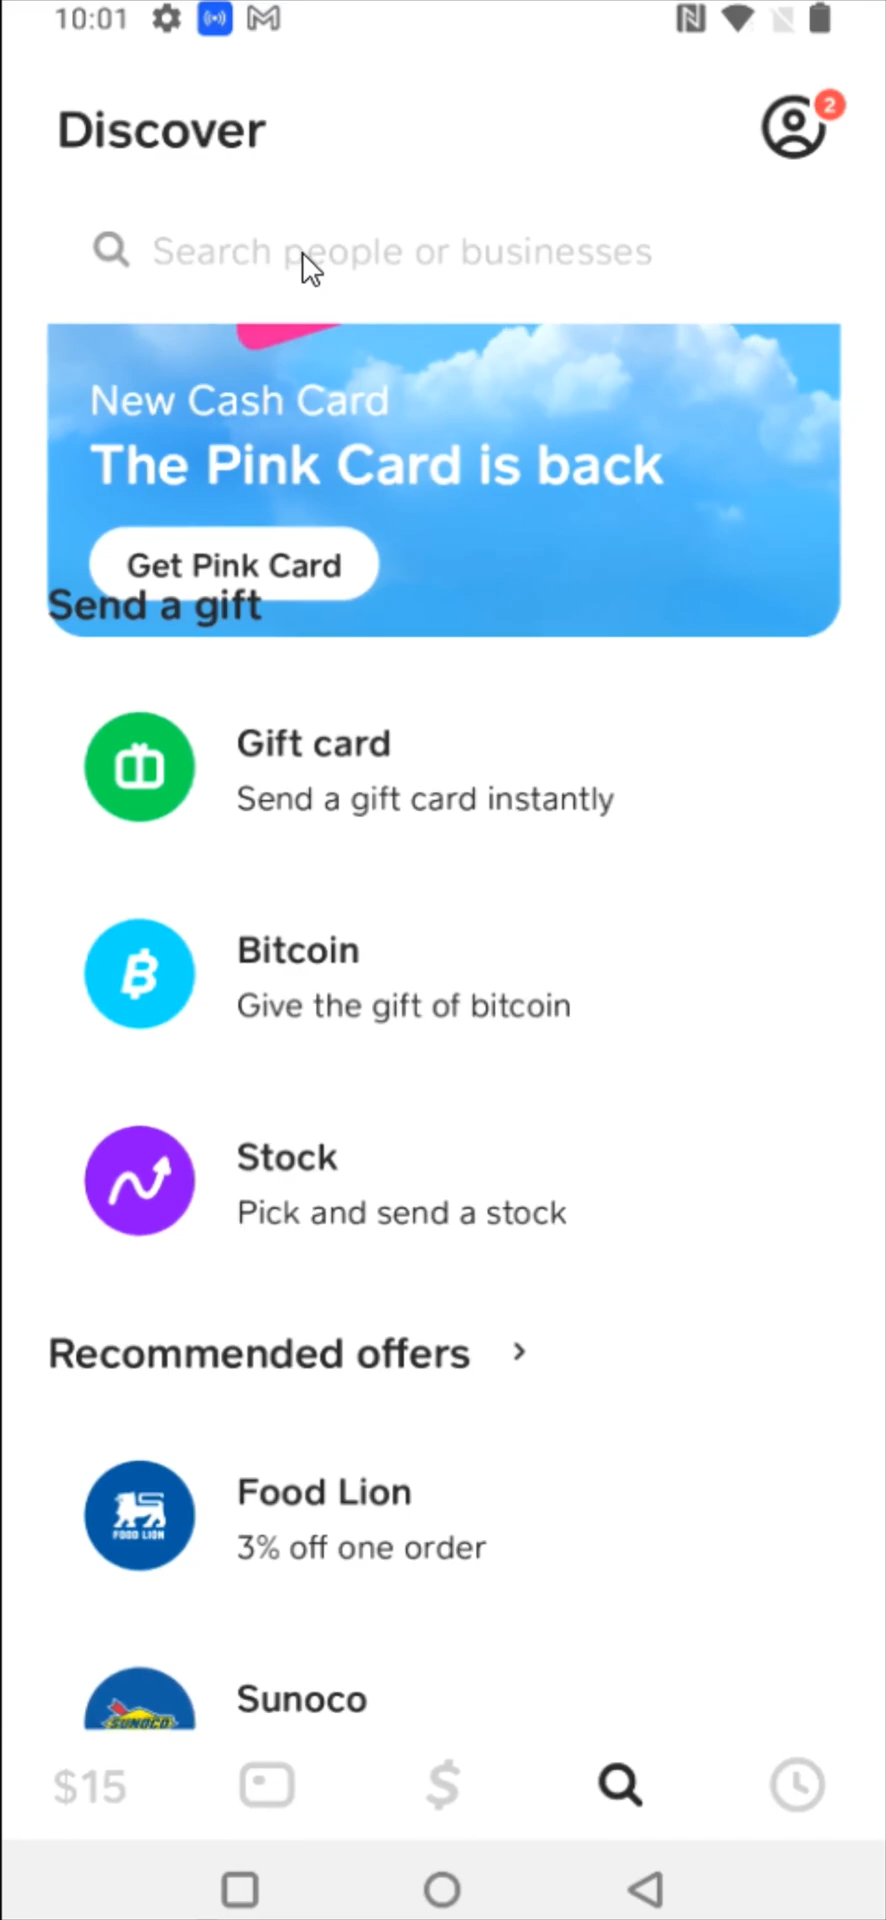 10:01
Discover
2
Search people or businesses
New Cash Card
The Pink Card is back
Get Pink Card
Send a gift
Gift card
Send a gift card instantly
Bitcoin
Give the gift of bitcoin
Stock
Pick and send a stock
Recommended offers
FOOD LION
Food Lion
3% off one order
SUNOCO
Sunoco
$15